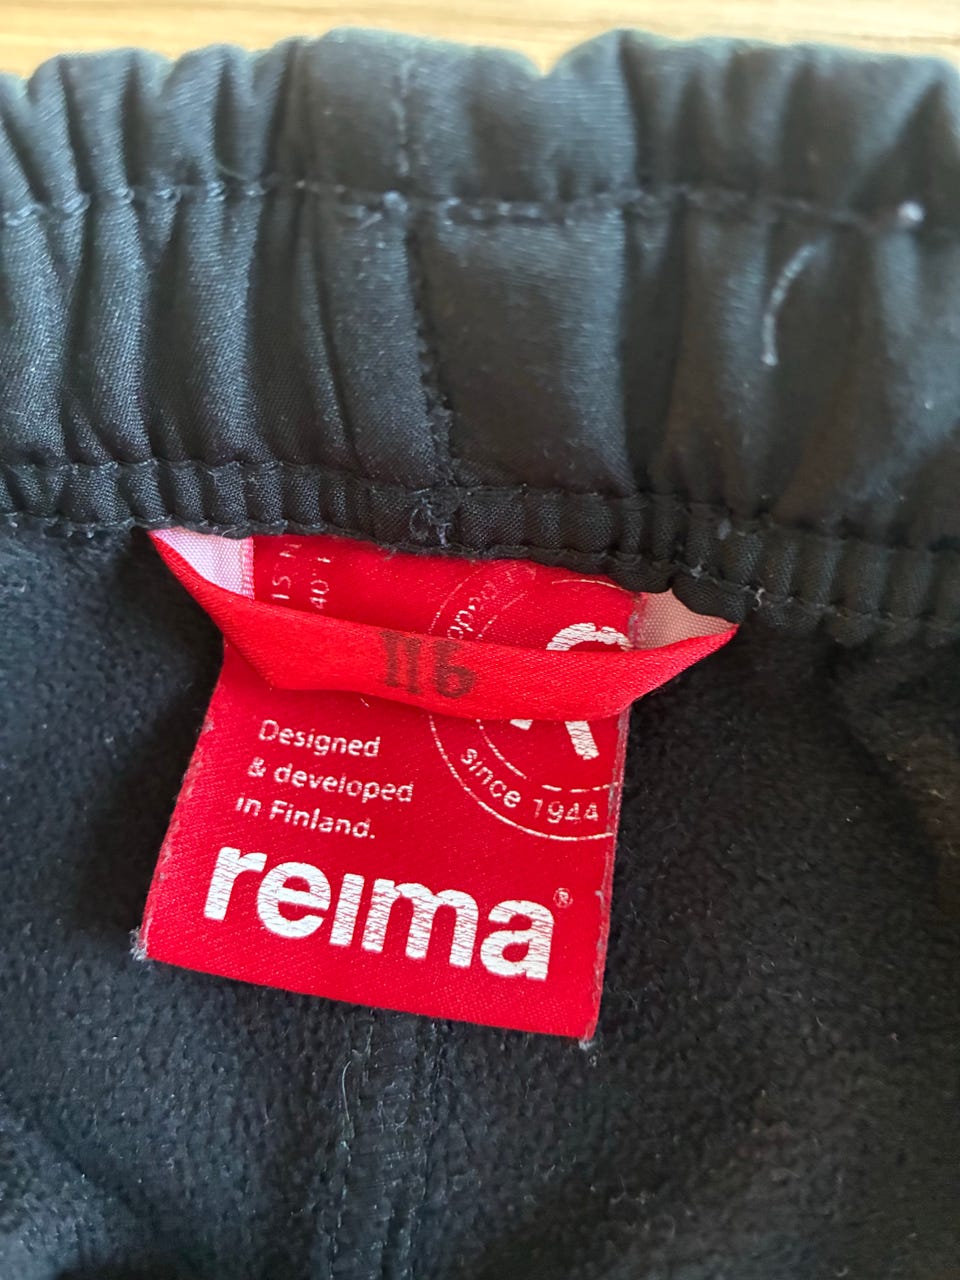 116
Designed
& developed
in Finland.
since 1944
reima®